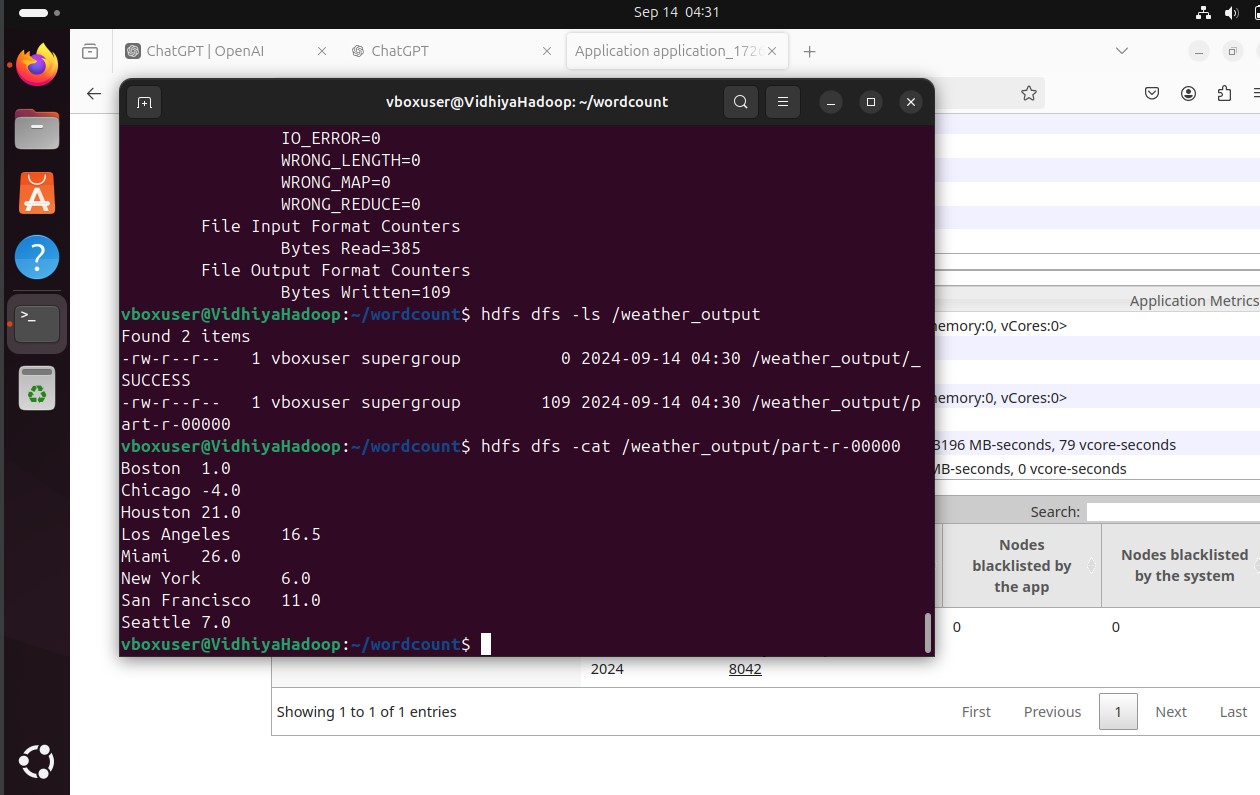 Sep 14 04:31
ChatGPT | OpenAI
ChatGPT
Application application_172
vboxuser@VidhiyaHadoop: ~/wordcount
IO_ERROR=0
WRONG_LENGTH=0
WRONG_MAP=0
WRONG_REDUCE=0
File Input Format Counters
Bytes Read=385
File Output Format Counters
Bytes Written=109
vboxuser@VidhiyaHadoop:~/wordcount$ hdfs dfs -ls /weather_output
Found 2 items
-rw-r--r--   1 vboxuser supergroup          0 2024-09-14 04:30 /weather_output/_
SUCCESS
-rw-r--r--   1 vboxuser supergroup        109 2024-09-14 04:30 /weather_output/p
art-r-00000
vboxuser@VidhiyaHadoop:~/wordcount$ hdfs dfs -cat /weather_output/part-r-00000
Boston  1.0
Chicago -4.0
Houston 21.0
Los Angeles     16.5
Miami   26.0
New York        6.0
San Francisco   11.0
Seattle 7.0
vboxuser@VidhiyaHadoop:~/wordcount$
Application Metrics
emory:0, vCores:0>
emory:0, vCores:0>
196 MB-seconds, 79 vcore-seconds
MB-seconds, 0 vcore-seconds
Search:
Nodes
blacklisted by
the app
Nodes blacklisted
by the system
0
0
2024
8042
Showing 1 to 1 of 1 entries
First
Previous
1
Next
Last